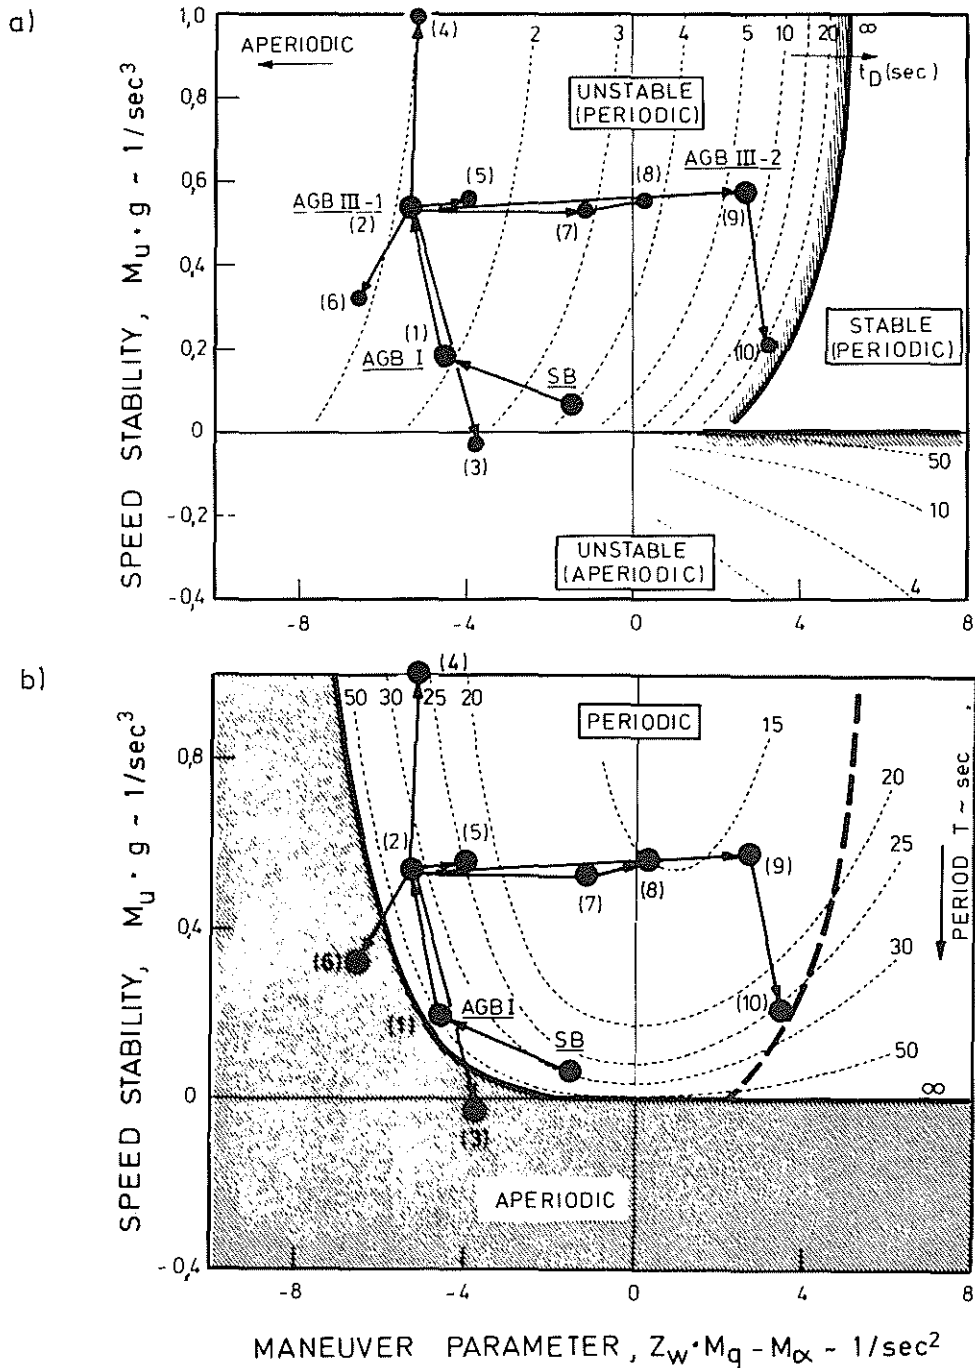 a)
SPEED STABILITY, M_u · g ~ 1/sec³
1,0
0,8
0,6
0,4
0,2
0
-0,2
-0,4
APERIODIC
(4)
2
3
4
5
10
20
∞
t_D (sec)
UNSTABLE
(PERIODIC)
AGB III-2
(5)
(8)
AGB III-1
(2)
(7)
(9)
(6)
(1)
AGB I
SB
(10)
STABLE
(PERIODIC)
(3)
50
10
4
UNSTABLE
(APERIODIC)
-8
-4
0
4
8
b)
SPEED STABILITY, M_u · g ~ 1/sec³
0,8
0,4
0
-0,4
50
30
25
20
(4)
PERIODIC
15
20
25
30
50
∞
PERIOD T ~ sec
(2)
(5)
(7)
(8)
(9)
(6)
(1)
AGB I
SB
(10)
(3)
APERIODIC
-8
-4
0
4
8
MANEUVER PARAMETER, Z_w · M_q - M_α ~ 1/sec²